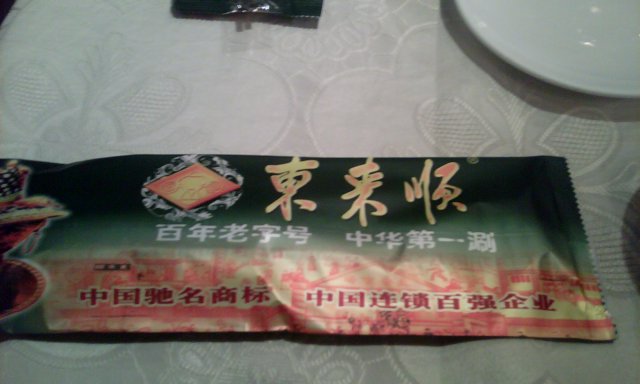 東来順®
百年老字号 中华第一涮
中国驰名商标 中国连锁百强企业